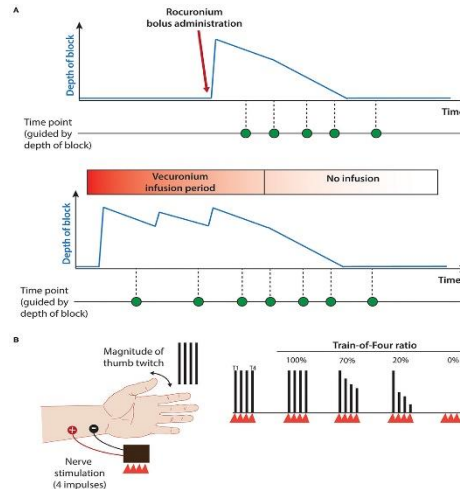 A
Rocuronium
bolus administration
Depth of block
Time
Time point
(guided by
depth of block)
Vecuronium
infusion period
No infusion
Depth of block
Time
Time point
(guided by
depth of block)
B
Magnitude of
thumb twitch
Train-of-Four ratio
100% 70% 20% 0%
T1 T4
+ −
Nerve
stimulation
(4 impulses)